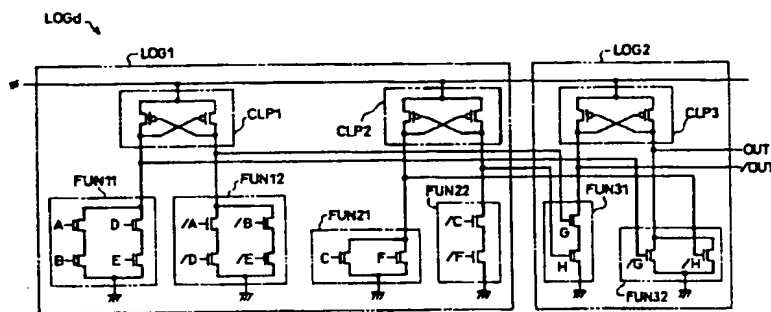 LOGd
LOG1
LOG2
φ
CLP1
CLP2
CLP3
OUT
/OUT
FUN11
FUN12
FUN21
FUN22
FUN31
A
D
/A
/B
/C
G
B
E
/D
/E
C
F
/F
H
/G
/H
FUN32